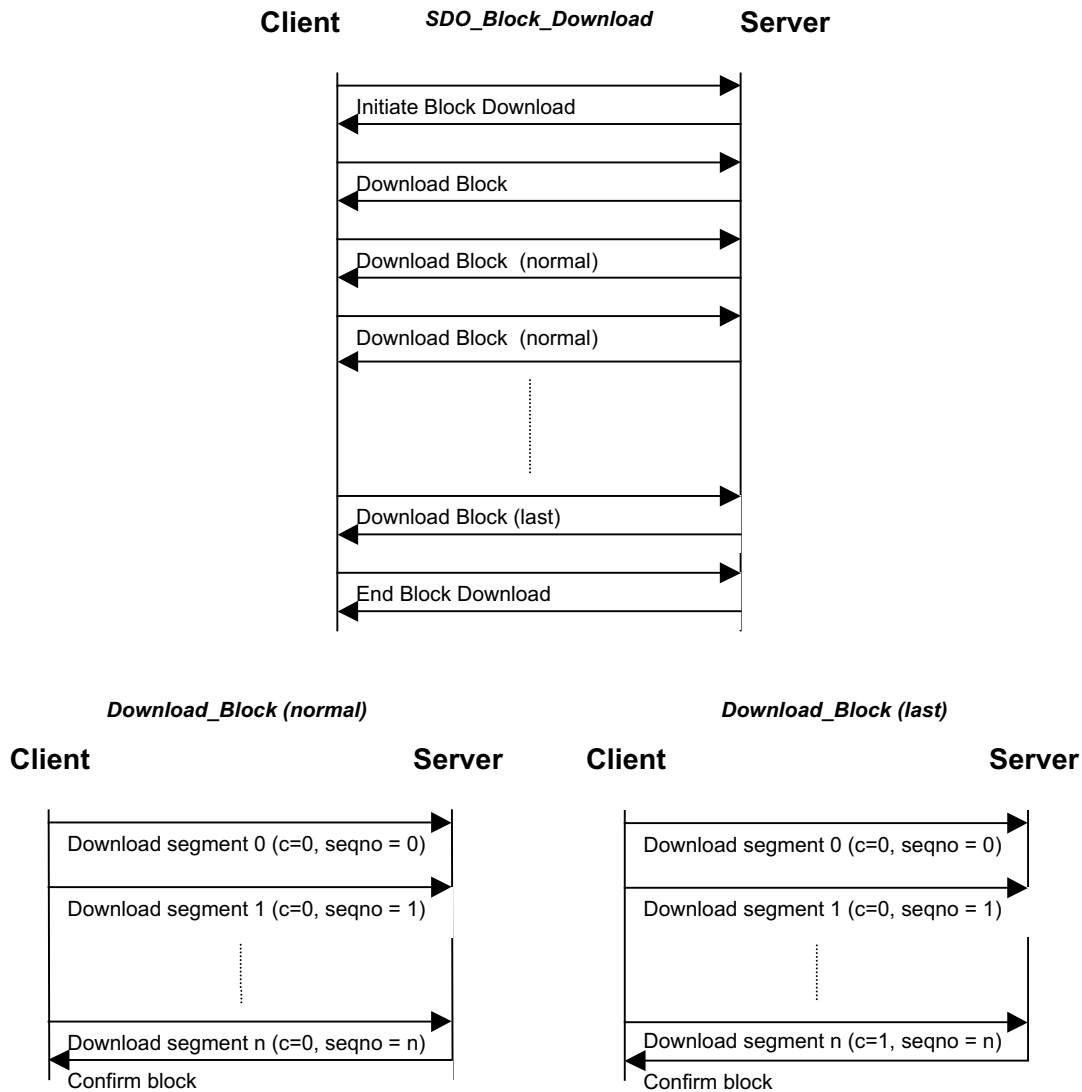 Client SDO_Block_Download Server
Initiate Block Download
Download Block
Download Block (normal)
Download Block (normal)
Download Block (last)
End Block Download
Download_Block (normal)
Client Server
Download segment 0 (c=0, seqno = 0)
Download segment 1 (c=0, seqno = 1)
Download segment n (c=0, seqno = n)
Confirm block
Download_Block (last)
Client Server
Download segment 0 (c=0, seqno = 0)
Download segment 1 (c=0, seqno = 1)
Download segment n (c=1, seqno = n)
Confirm block